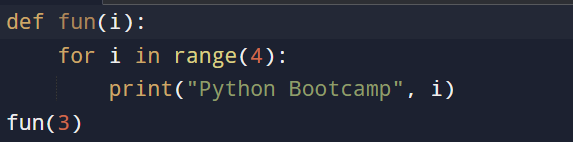 def fun(i):
    for i in range(4):
        print("Python Bootcamp", i)
fun(3)